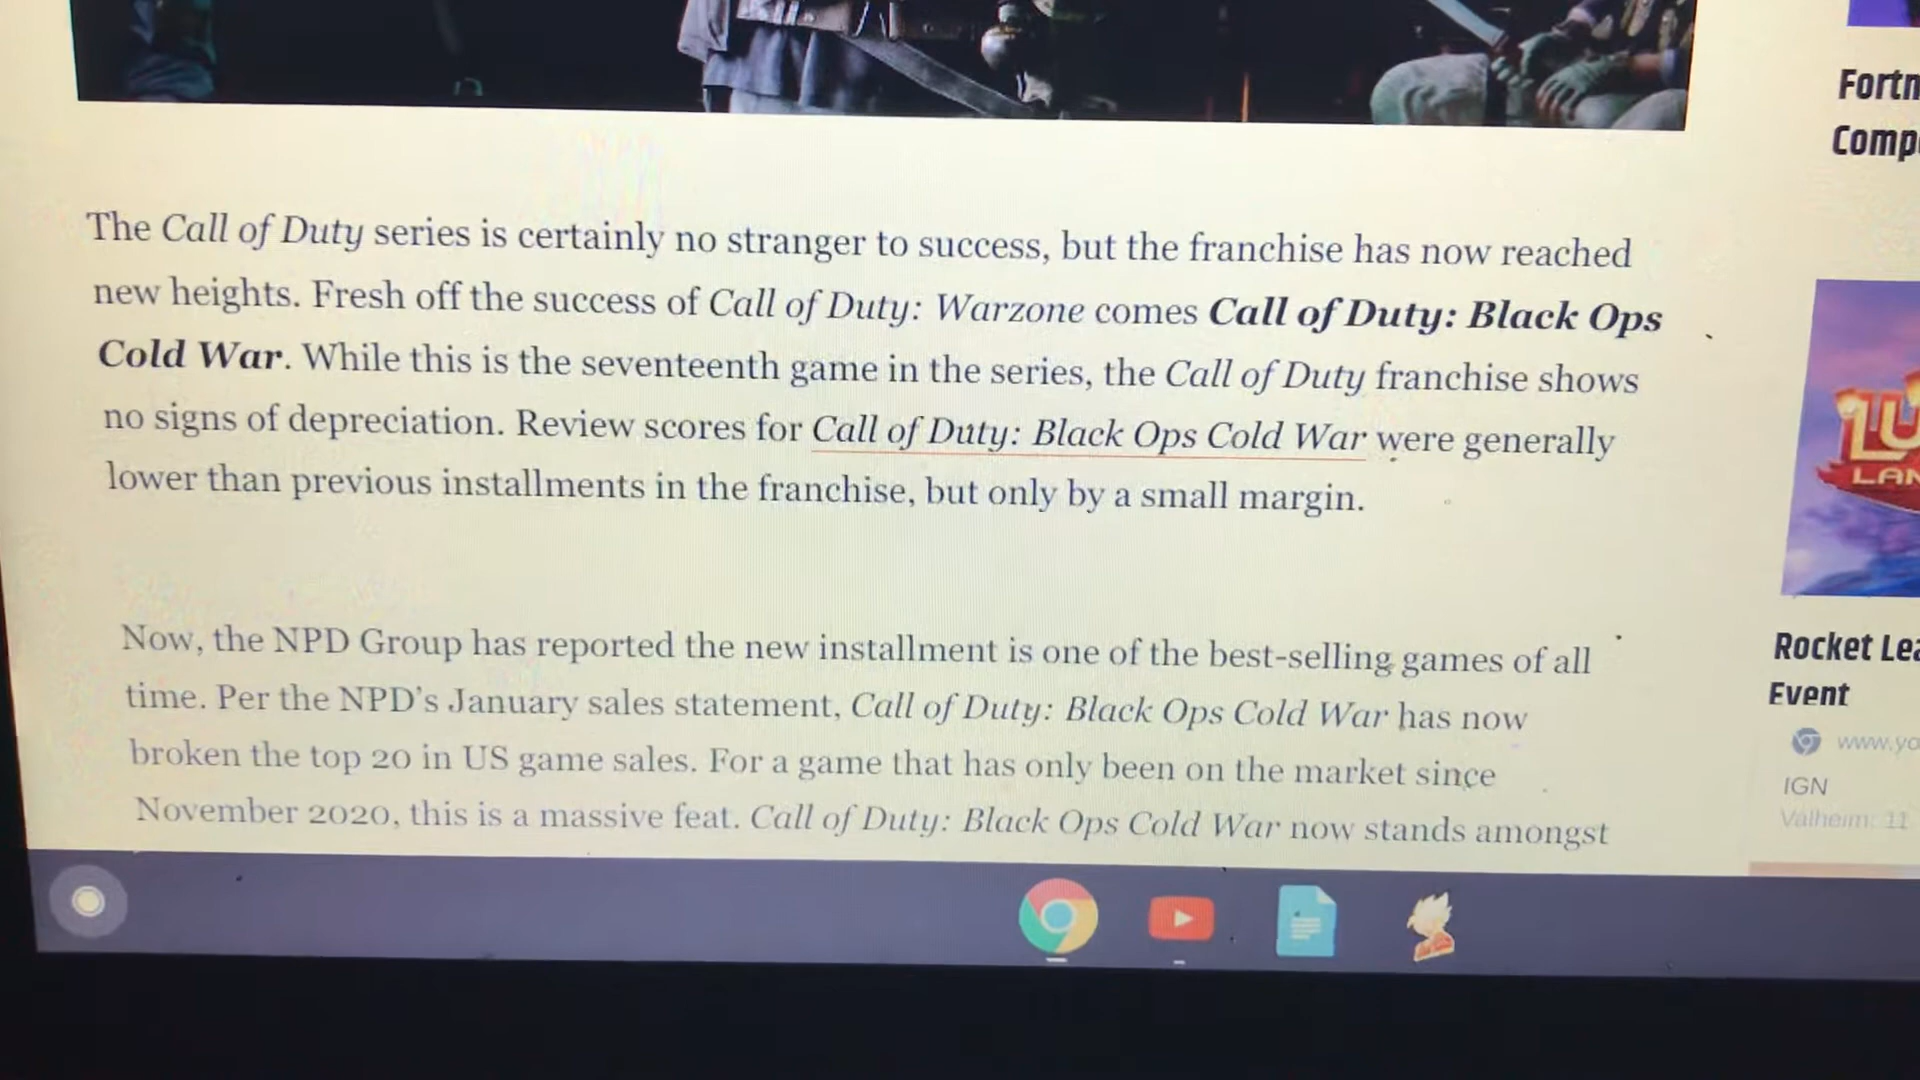 The Call of Duty series is certainly no stranger to success, but the franchise has now reached
new heights. Fresh off the success of Call of Duty: Warzone comes Call of Duty: Black Ops
Cold War. While this is the seventeenth game in the series, the Call of Duty franchise shows
no signs of depreciation. Review scores for Call of Duty: Black Ops Cold War were generally
lower than previous installments in the franchise, but only by a small margin.
Now, the NPD Group has reported the new installment is one of the best-selling games of all
time. Per the NPD's January sales statement, Call of Duty: Black Ops Cold War has now
broken the top 20 in US game sales. For a game that has only been on the market since
November 2020, this is a massive feat. Call of Duty: Black Ops Cold War now stands amongst
Fortn
Comp
LU
LAN
Rocket Lea
Event
www.yo
IGN
Valheim: 11